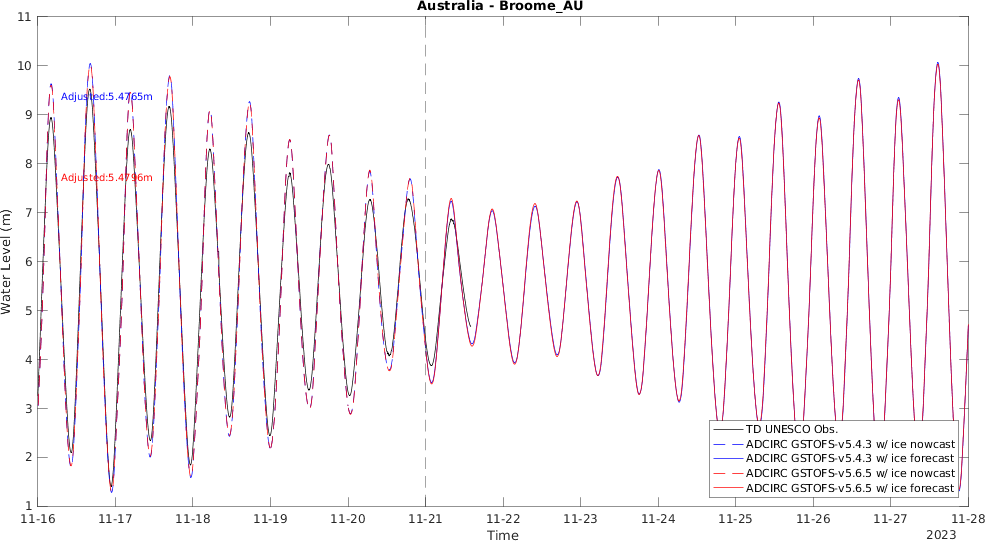 Australia - Broome_AU
11
10
9
8
7
6
5
4
3
2
1
Water Level (m)
Adjusted:5.4765m
Adjusted:5.4796m
TD UNESCO Obs.
ADCIRC GSTOFS-v5.4.3 w/ ice nowcast
ADCIRC GSTOFS-v5.4.3 w/ ice forecast
ADCIRC GSTOFS-v5.6.5 w/ ice nowcast
ADCIRC GSTOFS-v5.6.5 w/ ice forecast
11-16 11-17 11-18 11-19 11-20 11-21 11-22 11-23 11-24 11-25 11-26 11-27 11-28
Time
2023